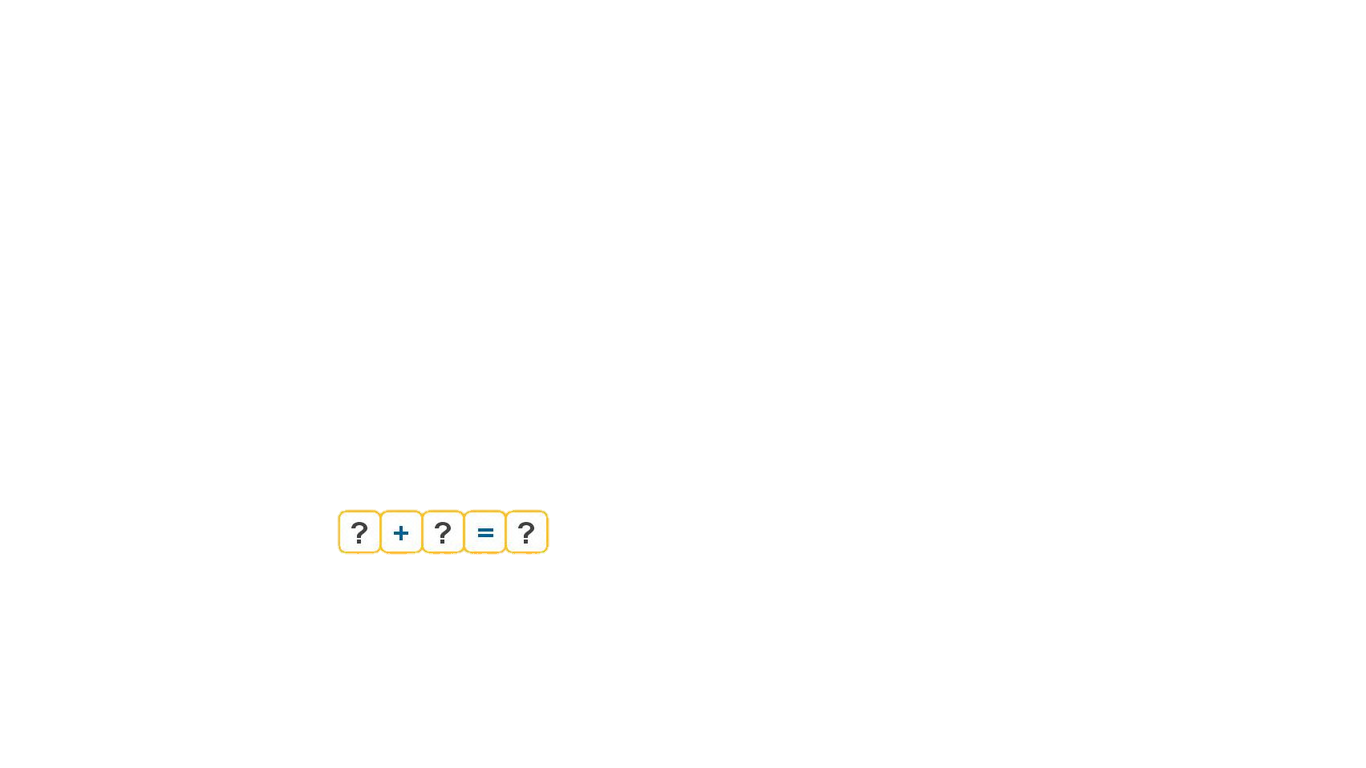 ? + ? = ?